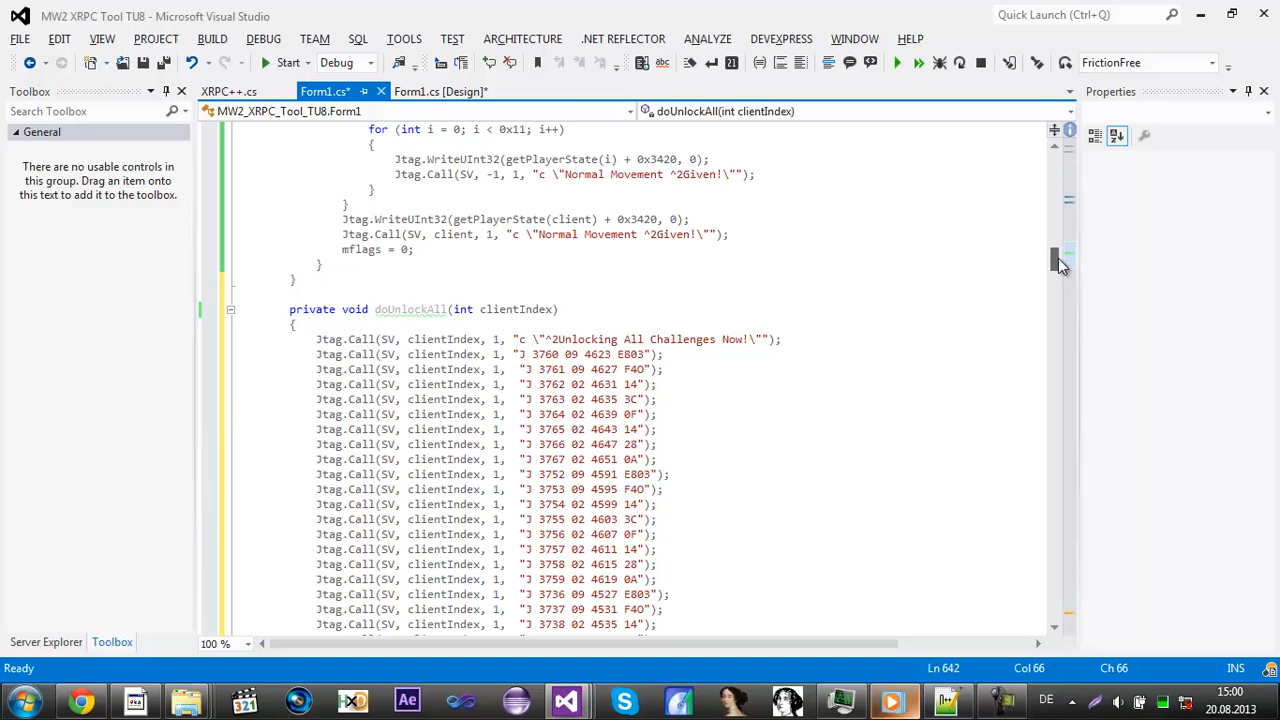 MW2 XRPC Tool TU8 - Microsoft Visual Studio
Quick Launch (Ctrl+Q)
FILE EDIT VIEW PROJECT BUILD DEBUG TEAM SQL TOOLS TEST ARCHITECTURE .NET REFLECTOR ANALYZE DEVEXPRESS WINDOW HELP
Start Debug FrictionFree
Toolbox
XRPC++.cs Form1.cs* Form1.cs [Design]*
Properties
Search Toolbox
MW2_XRPC_Tool_TU8.Form1
doUnlockAll(int clientIndex)
General
There are no usable controls in
this group. Drag an item onto
this text to add it to the toolbox.
for (int i = 0; i < 0x11; i++)
{
Jtag.WriteUInt32(getPlayerState(i) + 0x3420, 0);
Jtag.Call(SV, -1, 1, "c \"Normal Movement ^2Given!\"");
}
}
Jtag.WriteUInt32(getPlayerState(client) + 0x3420, 0);
Jtag.Call(SV, client, 1, "c \"Normal Movement ^2Given!\"");
mflags = 0;
}
}
private void doUnlockAll(int clientIndex)
{
Jtag.Call(SV, clientIndex, 1, "c \"^2Unlocking All Challenges Now!\"");
Jtag.Call(SV, clientIndex, 1, "J 3760 09 4623 E803");
Jtag.Call(SV, clientIndex, 1,  "J 3761 09 4627 F40");
Jtag.Call(SV, clientIndex, 1,  "J 3762 02 4631 14");
Jtag.Call(SV, clientIndex, 1,  "J 3763 02 4635 3C");
Jtag.Call(SV, clientIndex, 1,  "J 3764 02 4639 0F");
Jtag.Call(SV, clientIndex, 1,  "J 3765 02 4643 14");
Jtag.Call(SV, clientIndex, 1,  "J 3766 02 4647 28");
Jtag.Call(SV, clientIndex, 1,  "J 3767 02 4651 0A");
Jtag.Call(SV, clientIndex, 1,  "J 3752 09 4591 E803");
Jtag.Call(SV, clientIndex, 1,  "J 3753 09 4595 F40");
Jtag.Call(SV, clientIndex, 1,  "J 3754 02 4599 14");
Jtag.Call(SV, clientIndex, 1,  "J 3755 02 4603 3C");
Jtag.Call(SV, clientIndex, 1,  "J 3756 02 4607 0F");
Jtag.Call(SV, clientIndex, 1,  "J 3757 02 4611 14");
Jtag.Call(SV, clientIndex, 1,  "J 3758 02 4615 28");
Jtag.Call(SV, clientIndex, 1,  "J 3759 02 4619 0A");
Jtag.Call(SV, clientIndex, 1,  "J 3736 09 4527 E803");
Jtag.Call(SV, clientIndex, 1,  "J 3737 09 4531 F40");
Jtag.Call(SV, clientIndex, 1,  "J 3738 02 4535 14");
Server Explorer Toolbox
100 %
Ready
Ln 642 Col 66 Ch 66 INS
DE
15:00
20.08.2013